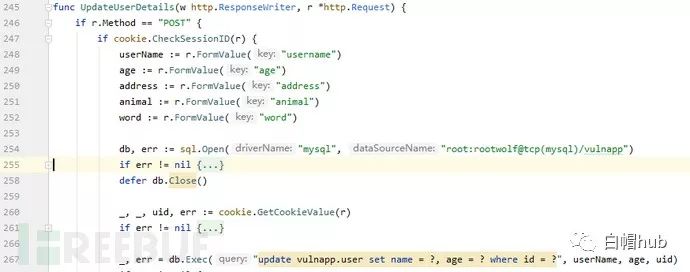 245 func UpdateUserDetails(w http.ResponseWriter, r *http.Request) {
246 if r.Method == "POST" {
247 if cookie.CheckSessionID(r) {
248 userName := r.FormValue( key: "username")
249 age := r.FormValue( key: "age")
250 address := r.FormValue( key: "address")
251 animal := r.FormValue( key: "animal")
252 word := r.FormValue( key: "word")
253
254 db, err := sql.Open( driverName: "mysql", dataSourceName: "root:rootwolf@tcp(mysql)/vulnapp")
255 if err != nil {...}
258 defer db.Close()
259
260 _, _, uid, err := cookie.GetCookieValue(r)
261 if err != nil {...}
266
267 _, err = db.Exec( query: "update vulnapp.user set name = ?, age = ? where id = ?", userName, age, uid)
FREEBUF
白帽hub